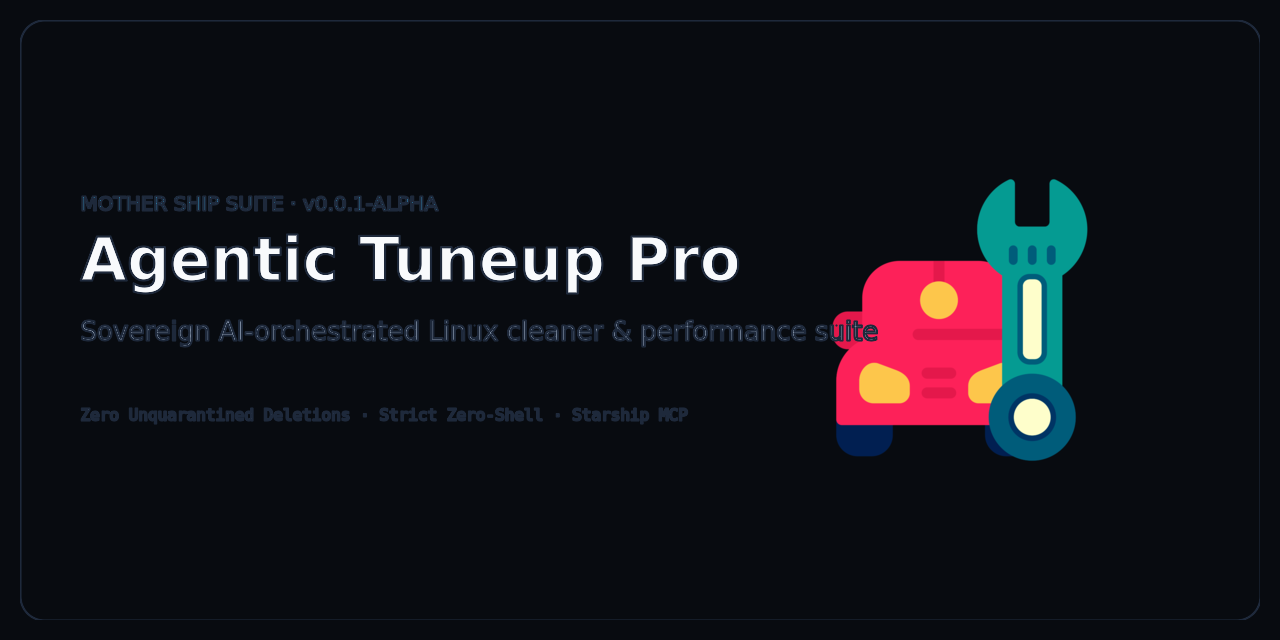 MOTHER SHIP SUITE · v0.0.1-ALPHA
Agentic Tuneup Pro
Sovereign AI-orchestrated Linux cleaner & performance suite
Zero Unquarantined Deletions · Strict Zero-Shell · Starship MCP